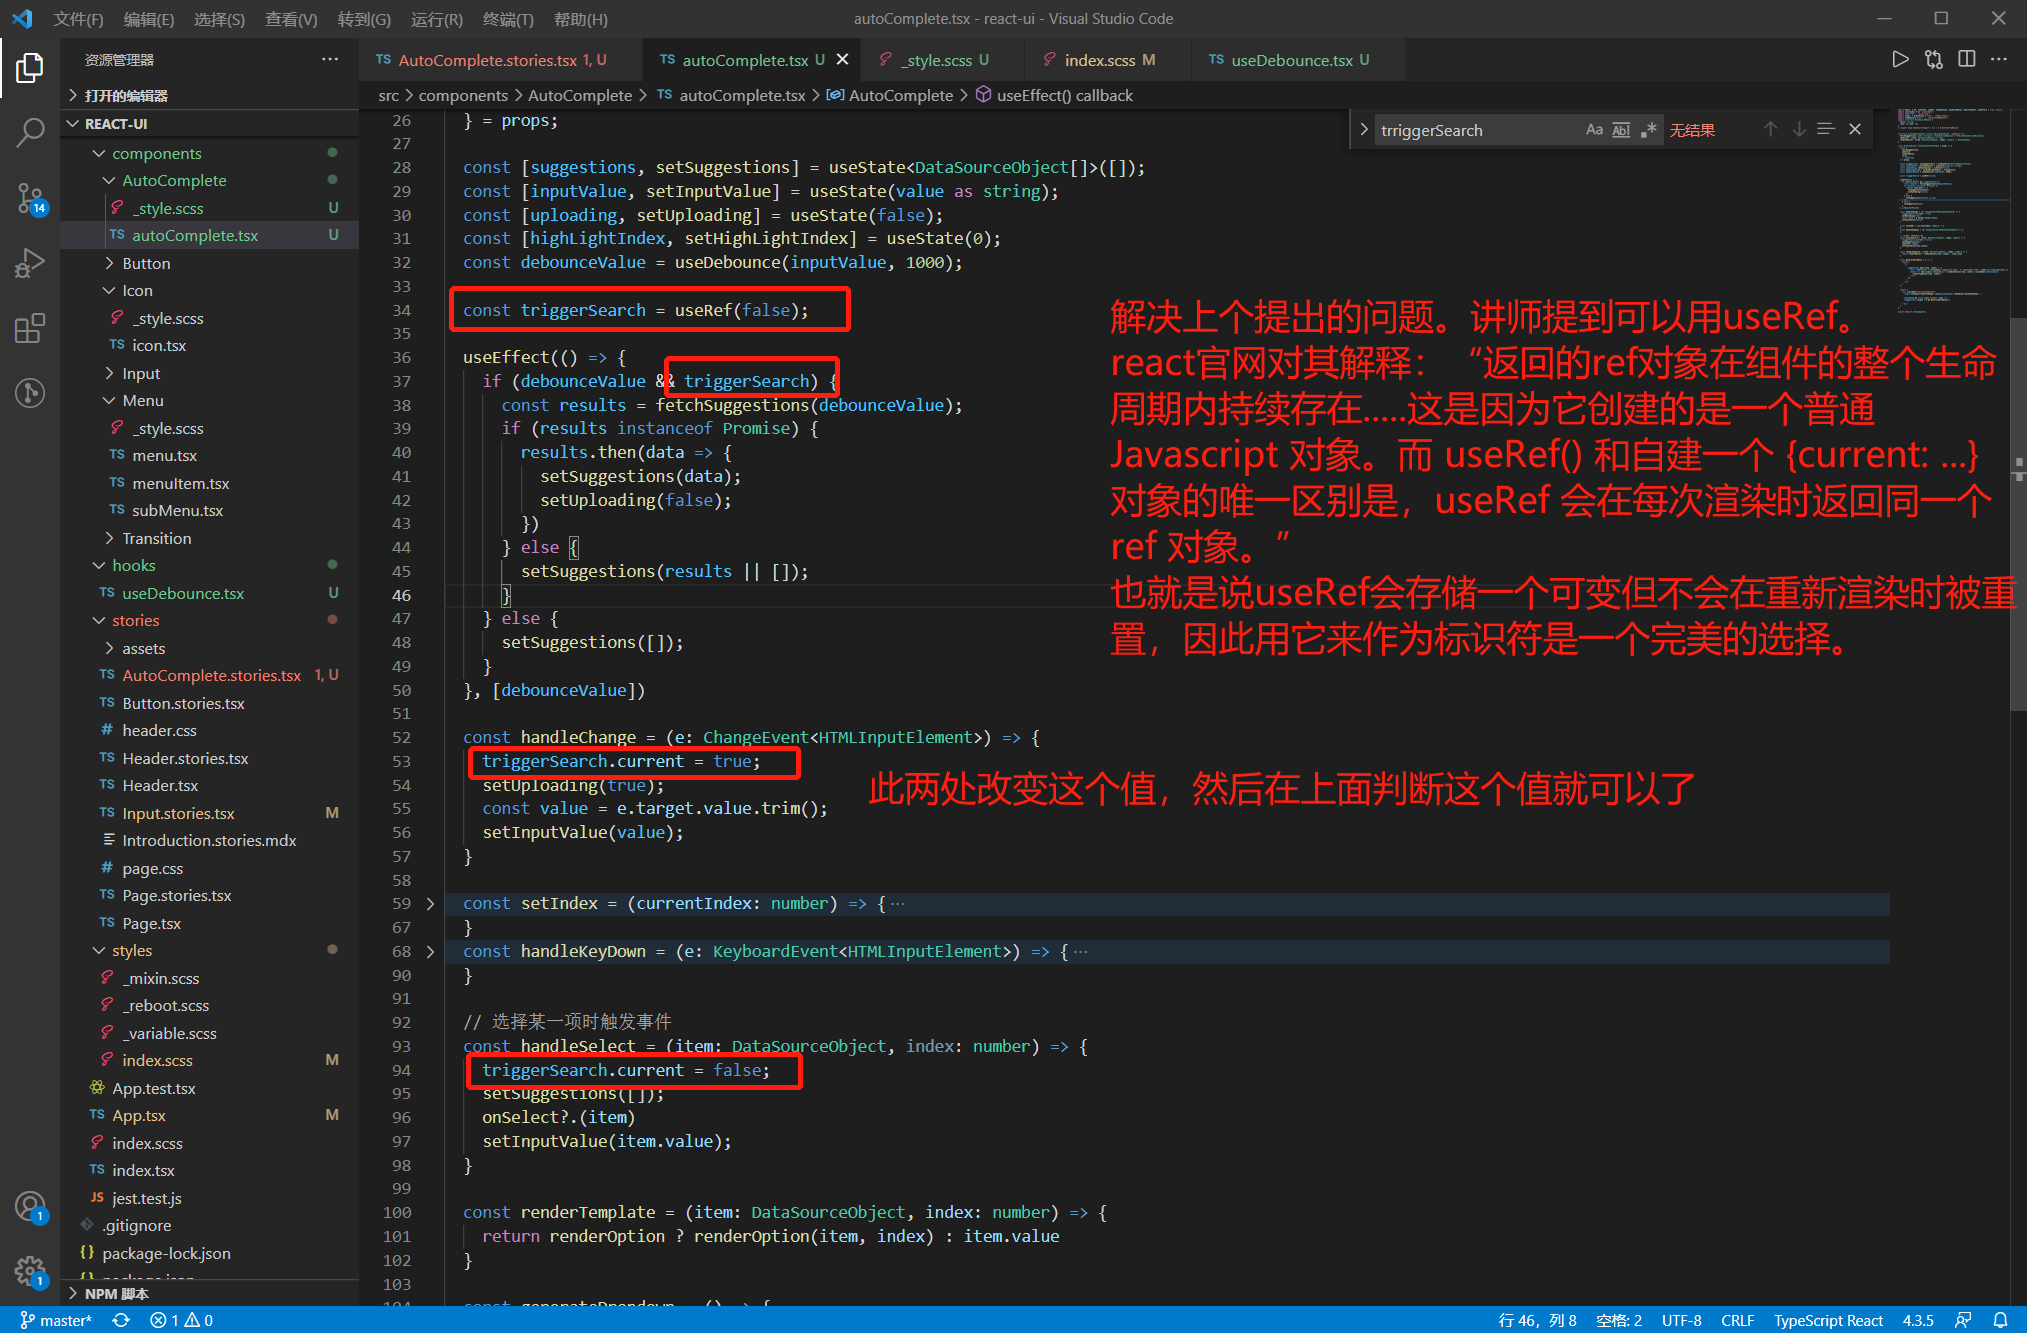 文件(F) 编辑(E) 选择(S) 查看(V) 转到(G) 运行(R) 终端(T) 帮助(H) autoComplete.tsx - react-ui - Visual Studio Code
资源管理器
AutoComplete.stories.tsx 1, U
TS autoComplete.tsx U
_style.scss U
index.scss M
TS useDebounce.tsx U
src > components > AutoComplete > TS autoComplete.tsx > AutoComplete > useEffect() callback
trriggerSearch Aa Abl .* 无结果
打开的编辑器
REACT-UI
components
AutoComplete
_style.scss U
TS autoComplete.tsx U
Button
Icon
_style.scss
TS icon.tsx
Input
Menu
_style.scss
TS menu.tsx
TS menuItem.tsx
TS subMenu.tsx
Transition
hooks
TS useDebounce.tsx U
stories
assets
TS AutoComplete.stories.tsx 1, U
TS Button.stories.tsx
# header.css
TS Header.stories.tsx
TS Header.tsx
TS Input.stories.tsx M
Introduction.stories.mdx
# page.css
TS Page.stories.tsx
TS Page.tsx
styles
_mixin.scss
_reboot.scss
_variable.scss
index.scss M
App.test.tsx
TS App.tsx M
index.scss
TS index.tsx
JS jest.test.js
.gitignore
{} package-lock.json
NPM 脚本
26 } = props;
27
28 const [suggestions, setSuggestions] = useState<DataSourceObject[]>([]);
29 const [inputValue, setInputValue] = useState(value as string);
30 const [uploading, setUploading] = useState(false);
31 const [highLightIndex, setHighLightIndex] = useState(0);
32 const debounceValue = useDebounce(inputValue, 1000);
33
34 const triggerSearch = useRef(false);
35
36 useEffect(() => {
37 if (debounceValue && triggerSearch) {
38 const results = fetchSuggestions(debounceValue);
39 if (results instanceof Promise) {
40 results.then(data => {
41 setSuggestions(data);
42 setUploading(false);
43 })
44 } else {
45 setSuggestions(results || []);
46 }
47 } else {
48 setSuggestions([]);
49 }
50 }, [debounceValue])
51
52 const handleChange = (e: ChangeEvent<HTMLInputElement>) => {
53 triggerSearch.current = true;
54 setUploading(true);
55 const value = e.target.value.trim();
56 setInputValue(value);
57 }
58
59 const setIndex = (currentIndex: number) => { ...
67 }
68 const handleKeyDown = (e: KeyboardEvent<HTMLInputElement>) => { ...
90 }
91
92 // 选择某一项时触发事件
93 const handleSelect = (item: DataSourceObject, index: number) => {
94 triggerSearch.current = false;
95 setSuggestions([]);
96 onSelect?.(item)
97 setInputValue(item.value);
98 }
99
100 const renderTemplate = (item: DataSourceObject, index: number) => {
101 return renderOption ? renderOption(item, index) : item.value
102 }
103
解决上个提出的问题。讲师提到可以用useRef。
react官网对其解释：“返回的ref对象在组件的整个生命
周期内持续存在.....这是因为它创建的是一个普通
Javascript 对象。而 useRef() 和自建一个 {current: ...}
对象的唯一区别是，useRef 会在每次渲染时返回同一个
ref 对象。”
也就是说useRef会存储一个可变但不会在重新渲染时被重
置，因此用它来作为标识符是一个完美的选择。
此两处改变这个值，然后在上面判断这个值就可以了
14
1
1
master* 1 0 行 46，列 8 空格: 2 UTF-8 CRLF TypeScript React 4.3.5